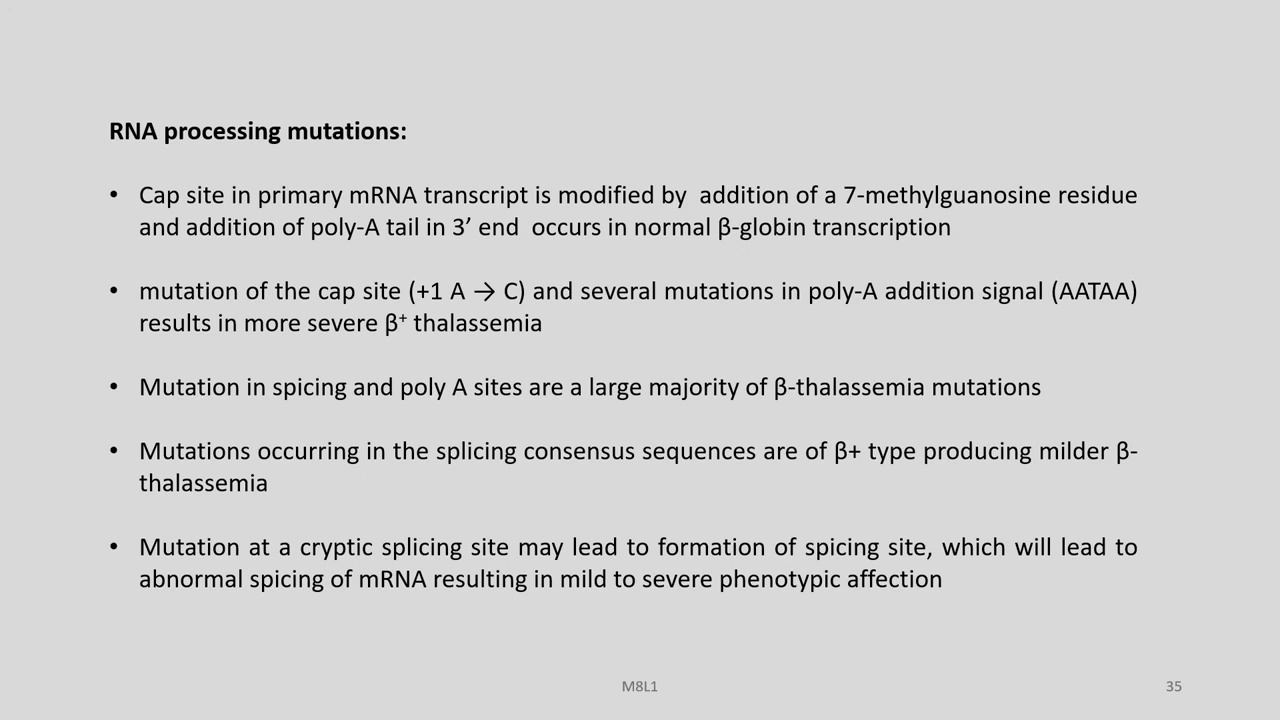 RNA processing mutations:
• Cap site in primary mRNA transcript is modified by addition of a 7-methylguanosine residue
and addition of poly-A tail in 3’ end occurs in normal β-globin transcription
• mutation of the cap site (+1 A → C) and several mutations in poly-A addition signal (AATAA)
results in more severe β⁺ thalassemia
• Mutation in spicing and poly A sites are a large majority of β-thalassemia mutations
• Mutations occurring in the splicing consensus sequences are of β+ type producing milder β-
thalassemia
• Mutation at a cryptic splicing site may lead to formation of spicing site, which will lead to
abnormal spicing of mRNA resulting in mild to severe phenotypic affection
M8L1
35